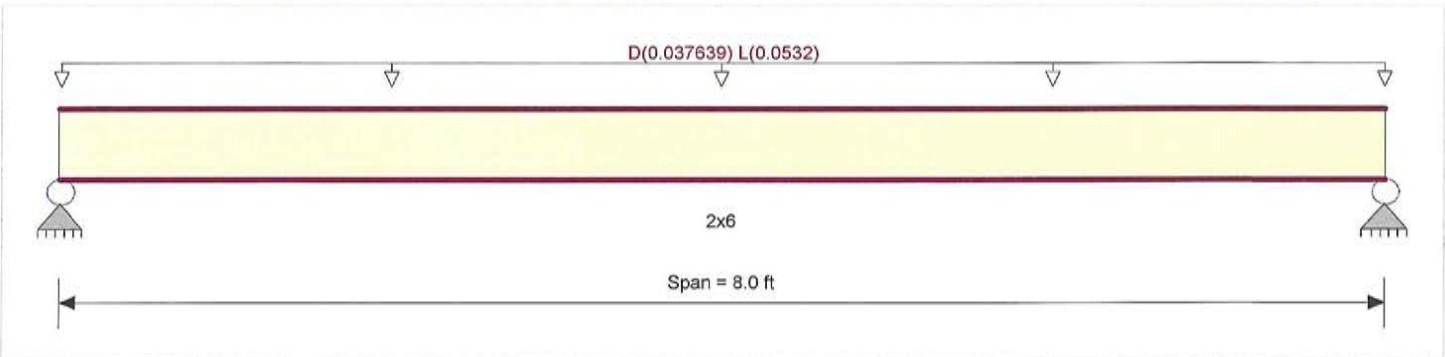 D(0.037639) L(0.0532)
2x6
Span = 8.0 ft